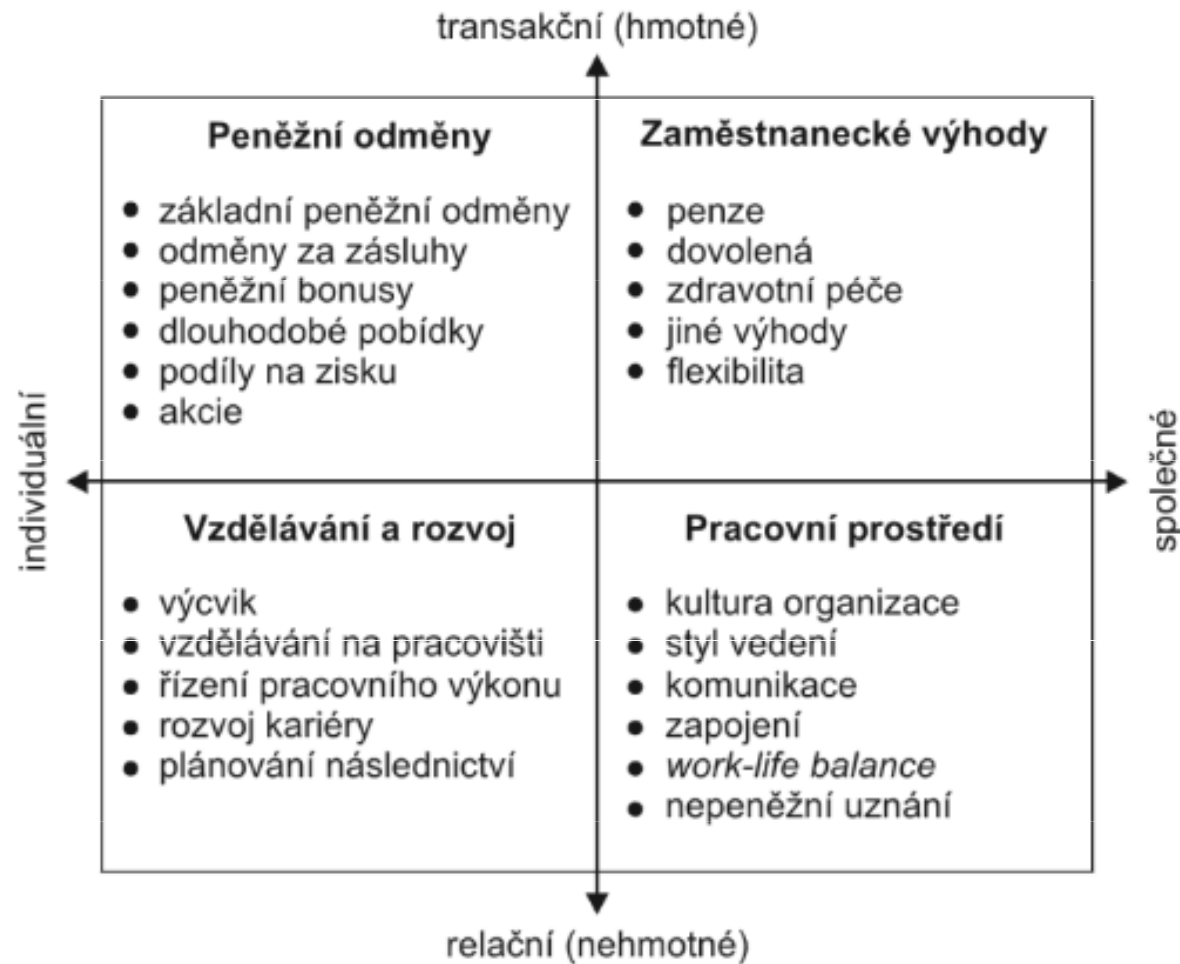 transakční (hmotné)
Peněžní odměny
• základní peněžní odměny
• odměny za zásluhy
• peněžní bonusy
• dlouhodobé pobídky
• podíly na zisku
• akcie
Zaměstnanecké výhody
• penze
• dovolená
• zdravotní péče
• jiné výhody
• flexibilita
individuální
společné
Vzdělávání a rozvoj
• výcvik
• vzdělávání na pracovišti
• řízení pracovního výkonu
• rozvoj kariéry
• plánování následnictví
Pracovní prostředí
• kultura organizace
• styl vedení
• komunikace
• zapojení
• work-life balance
• nepeněžní uznání
relační (nehmotné)